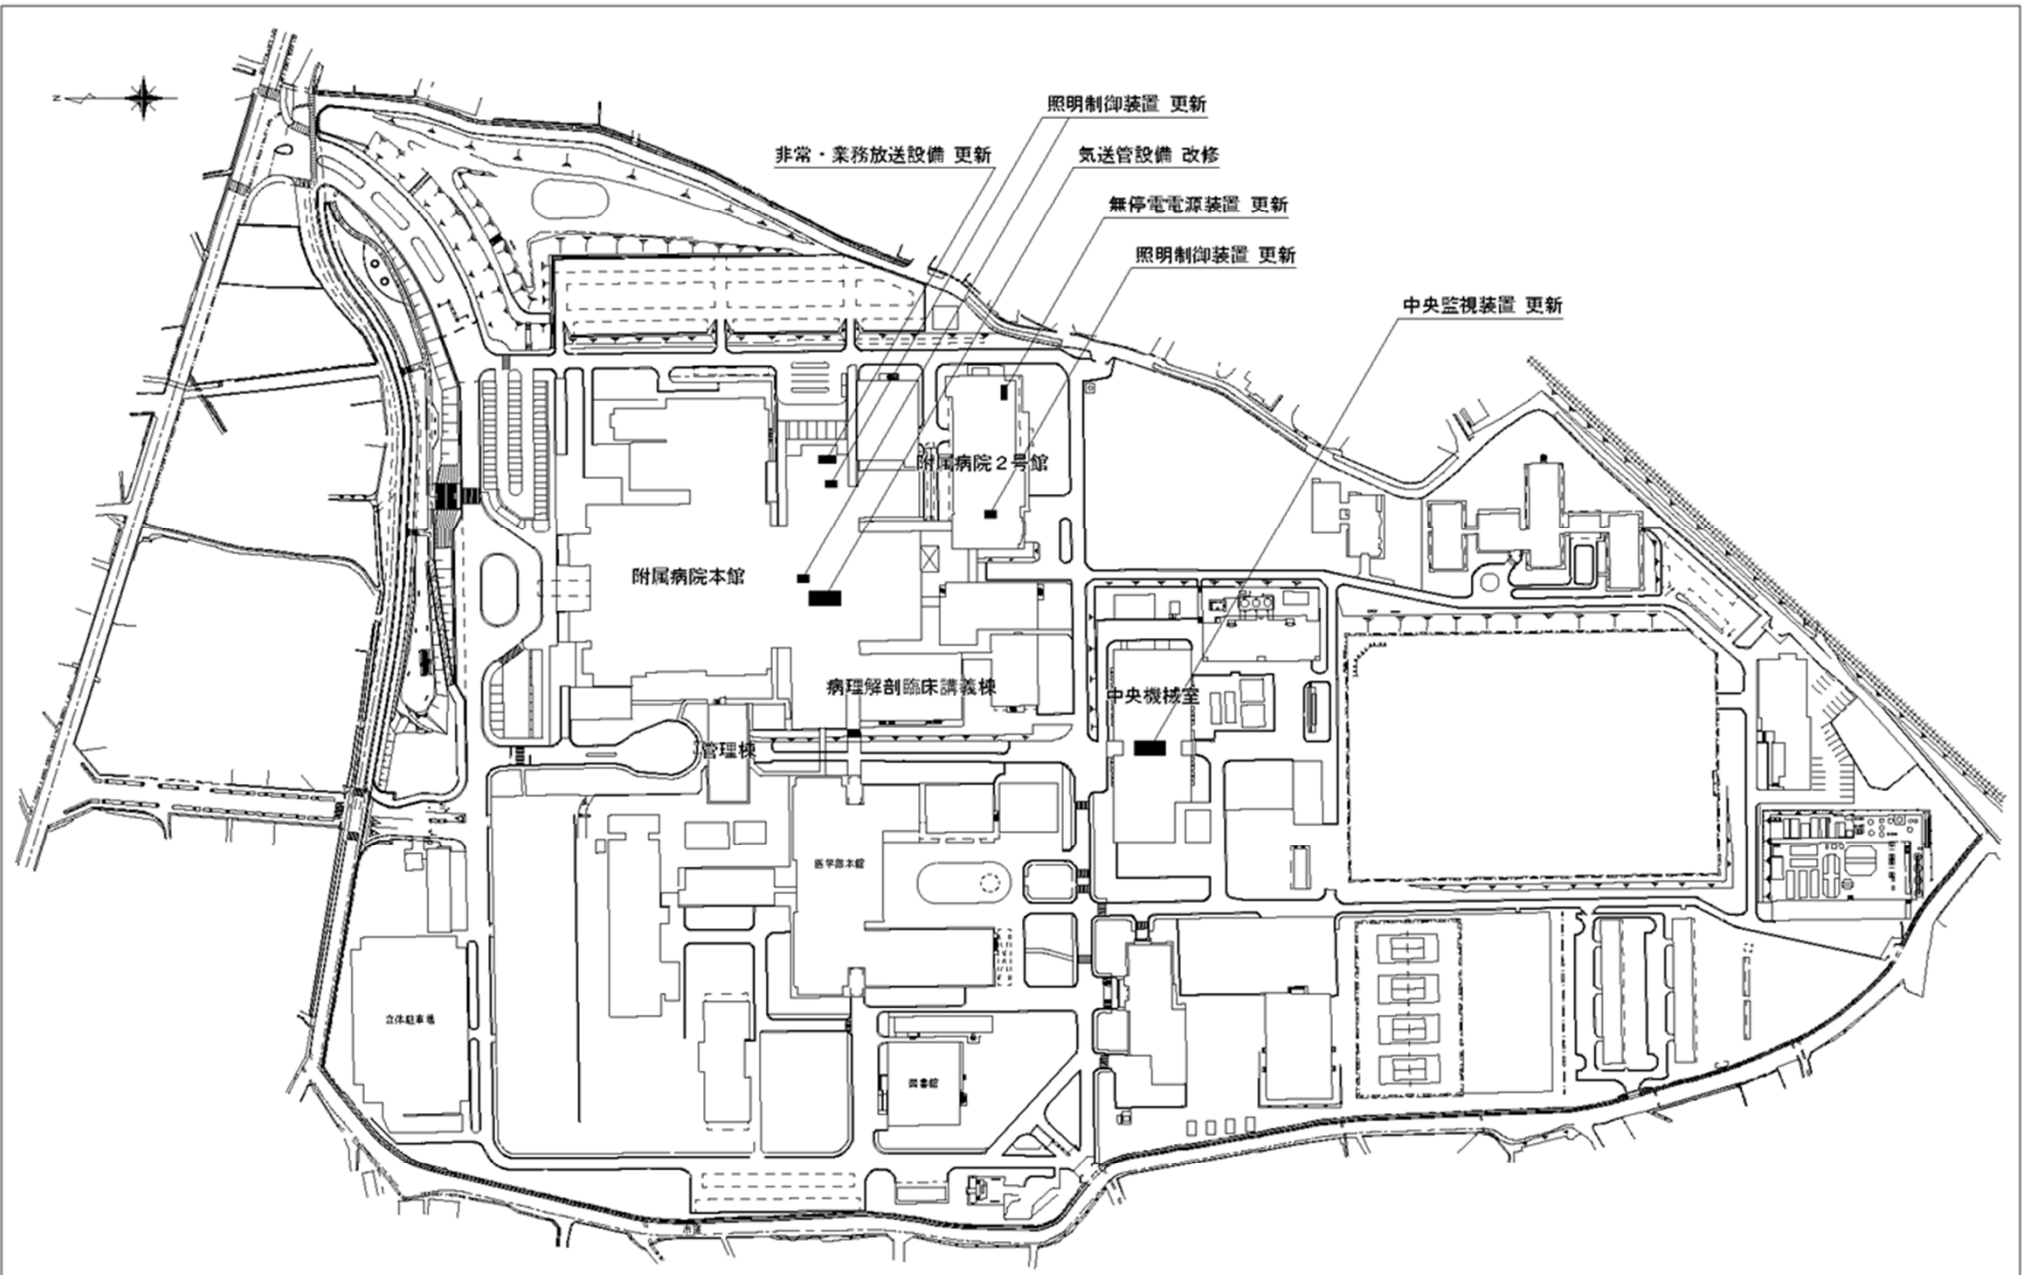 N
照明制御装置 更新
非常・業務放送設備 更新
気送管設備 改修
無停電電源装置 更新
照明制御装置 更新
中央監視装置 更新
附属病院2号館
附属病院本館
病理解剖臨床講義棟
中央機械室
管理棟
医学部本館
立体駐車場
図書館
市道